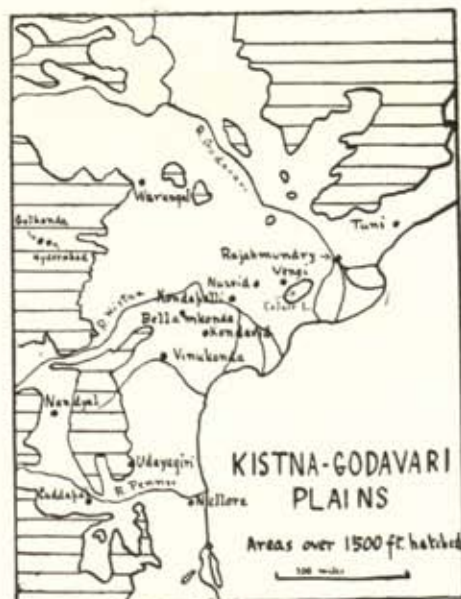 R. Godavari
Warangal
Tuni
Golkonda
Hyderabad
Rajahmundry
Vengi
Nuzvid
Colair L.
Kondapalli
R. Kistna
Bellamkonda
Kondavid
Vinukonda
Nandyal
Udayagiri
KISTNA-GODAVARI
PLAINS
R. Penner
Cuddapah
Nellore
Areas over 1500 ft. hatched
100 miles